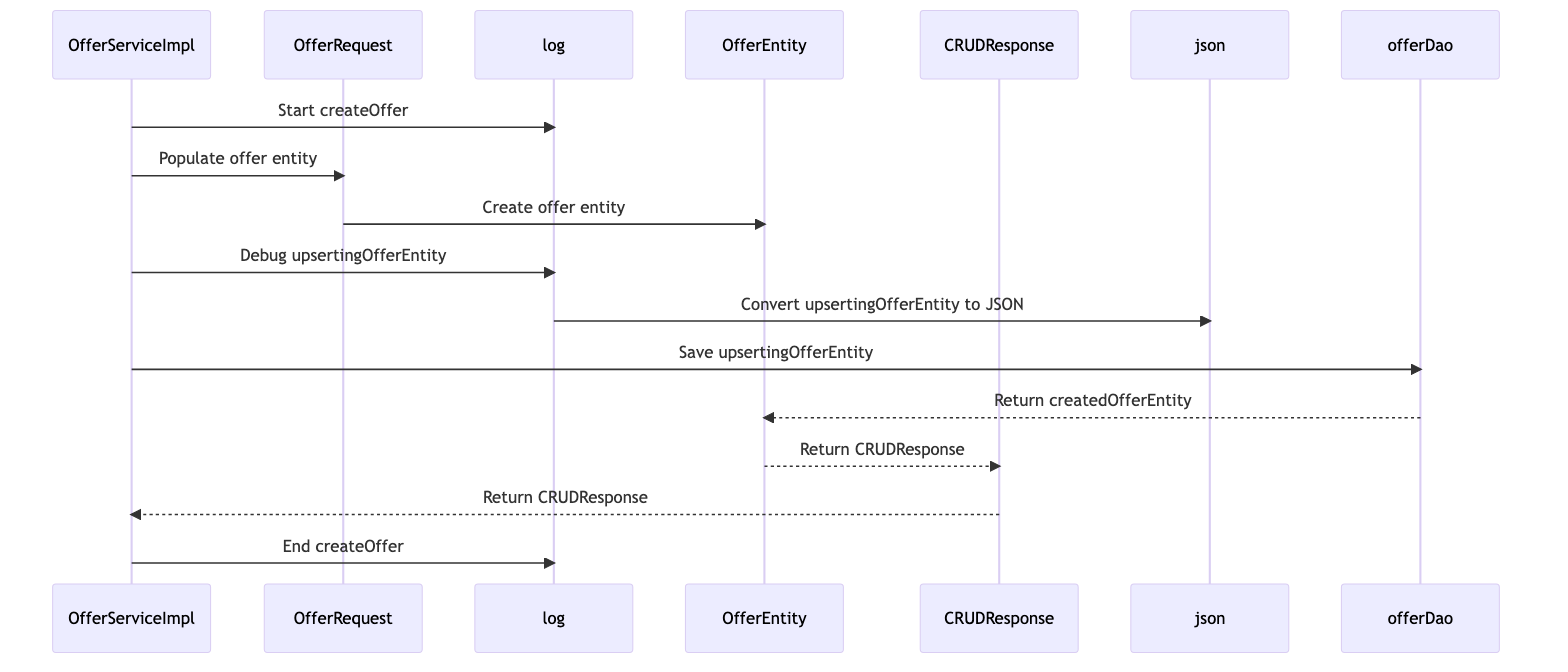 OfferServiceImpl
OfferRequest
log
OfferEntity
CRUDResponse
json
offerDao
Start createOffer
Populate offer entity
Create offer entity
Debug upsertingOfferEntity
Convert upsertingOfferEntity to JSON
Save upsertingOfferEntity
Return createdOfferEntity
Return CRUDResponse
Return CRUDResponse
End createOffer
OfferServiceImpl
OfferRequest
log
OfferEntity
CRUDResponse
json
offerDao